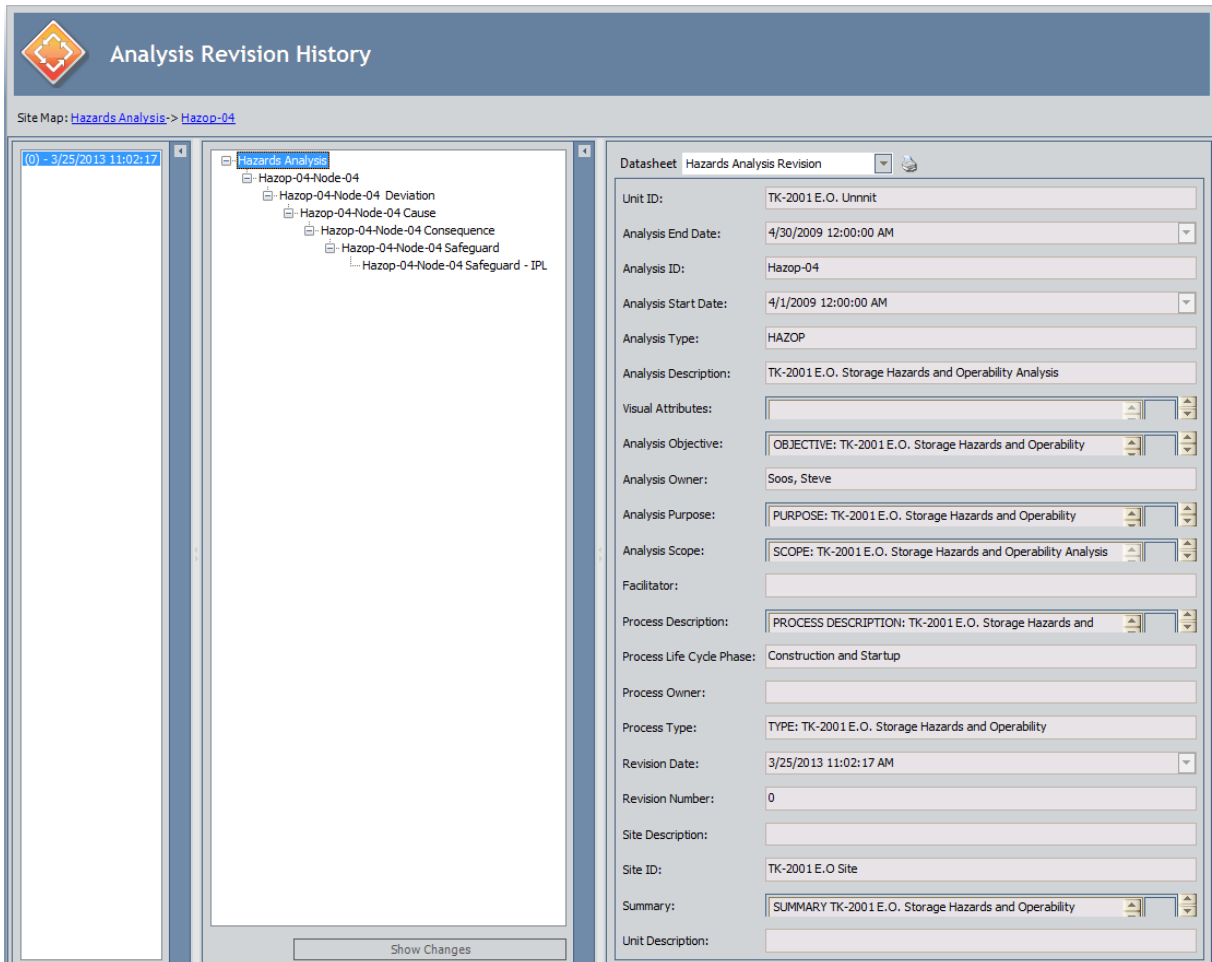 Analysis Revision History
Site Map: Hazards Analysis-> Hazop-04
(0) - 3/25/2013 11:02:17
Hazards Analysis
Hazop-04-Node-04
Hazop-04-Node-04 Deviation
Hazop-04-Node-04 Cause
Hazop-04-Node-04 Consequence
Hazop-04-Node-04 Safeguard
Hazop-04-Node-04 Safeguard - IPL
Show Changes
Datasheet Hazards Analysis Revision
Unit ID: TK-2001 E.O. Unnnit
Analysis End Date: 4/30/2009 12:00:00 AM
Analysis ID: Hazop-04
Analysis Start Date: 4/1/2009 12:00:00 AM
Analysis Type: HAZOP
Analysis Description: TK-2001 E.O. Storage Hazards and Operability Analysis
Visual Attributes:
Analysis Objective: OBJECTIVE: TK-2001 E.O. Storage Hazards and Operability
Analysis Owner: Soos, Steve
Analysis Purpose: PURPOSE: TK-2001 E.O. Storage Hazards and Operability
Analysis Scope: SCOPE: TK-2001 E.O. Storage Hazards and Operability Analysis
Facilitator:
Process Description: PROCESS DESCRIPTION: TK-2001 E.O. Storage Hazards and
Process Life Cycle Phase: Construction and Startup
Process Owner:
Process Type: TYPE: TK-2001 E.O. Storage Hazards and Operability
Revision Date: 3/25/2013 11:02:17 AM
Revision Number: 0
Site Description:
Site ID: TK-2001 E.O Site
Summary: SUMMARY TK-2001 E.O. Storage Hazards and Operability
Unit Description: